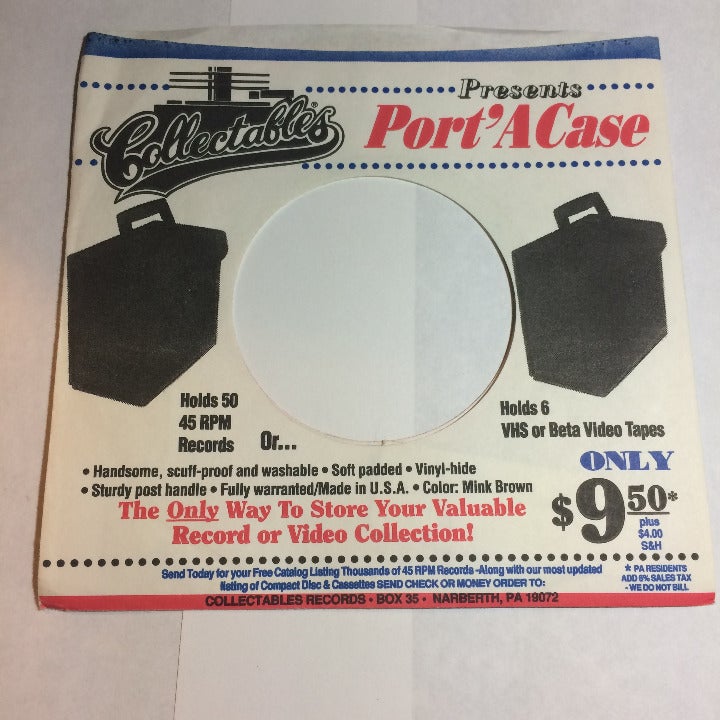 Collectables®
Presents
Port'A Case
Holds 50
45 RPM
Records
Or...
Holds 6
VHS or Beta Video Tapes
• Handsome, scuff-proof and washable • Soft padded • Vinyl-hide
• Sturdy post handle • Fully warranted/Made in U.S.A. • Color: Mink Brown
The Only Way To Store Your Valuable
Record or Video Collection!
ONLY
$9.50*
plus
$4.00
S&H
Send Today for your Free Catalog Listing Thousands of 45 RPM Records -Along with our most updated
listing of Compact Disc & Cassettes SEND CHECK OR MONEY ORDER TO:
COLLECTABLES RECORDS • BOX 35 • NARBERTH, PA 19072
* PA RESIDENTS
ADD 6% SALES TAX
- WE DO NOT BILL